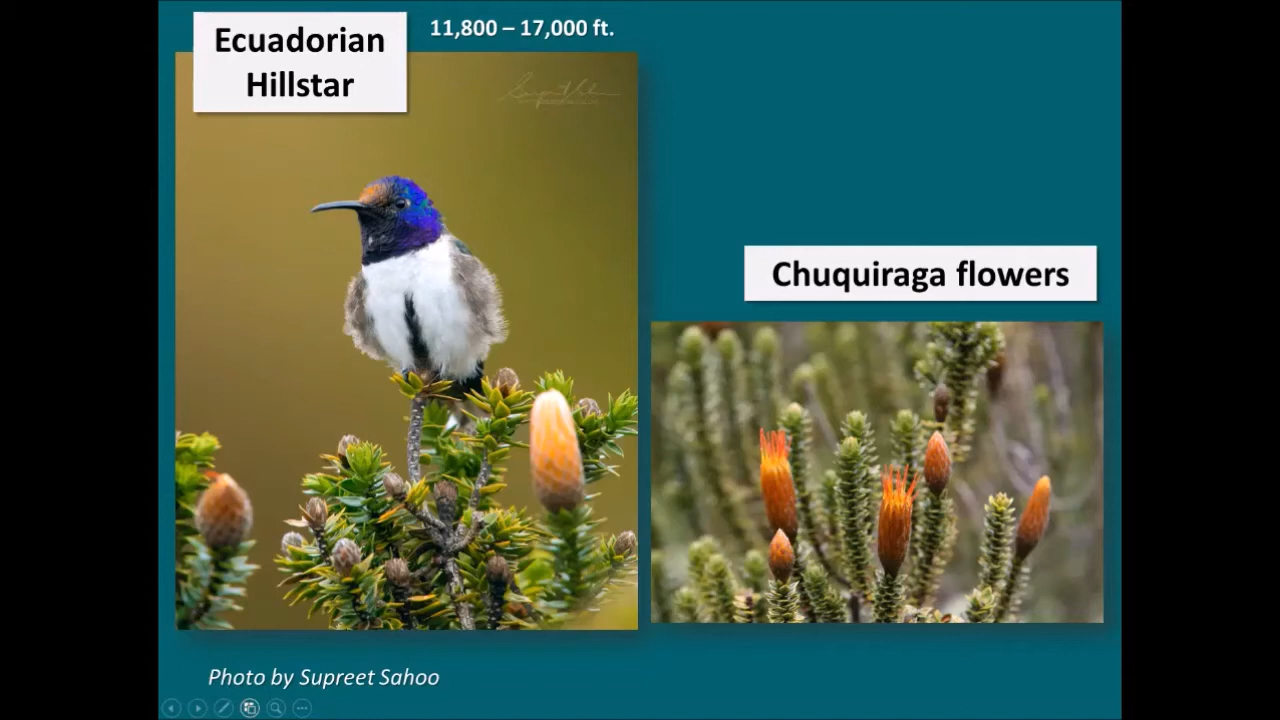 Ecuadorian
Hillstar
11,800 – 17,000 ft.
Chuquiraga flowers
Photo by Supreet Sahoo